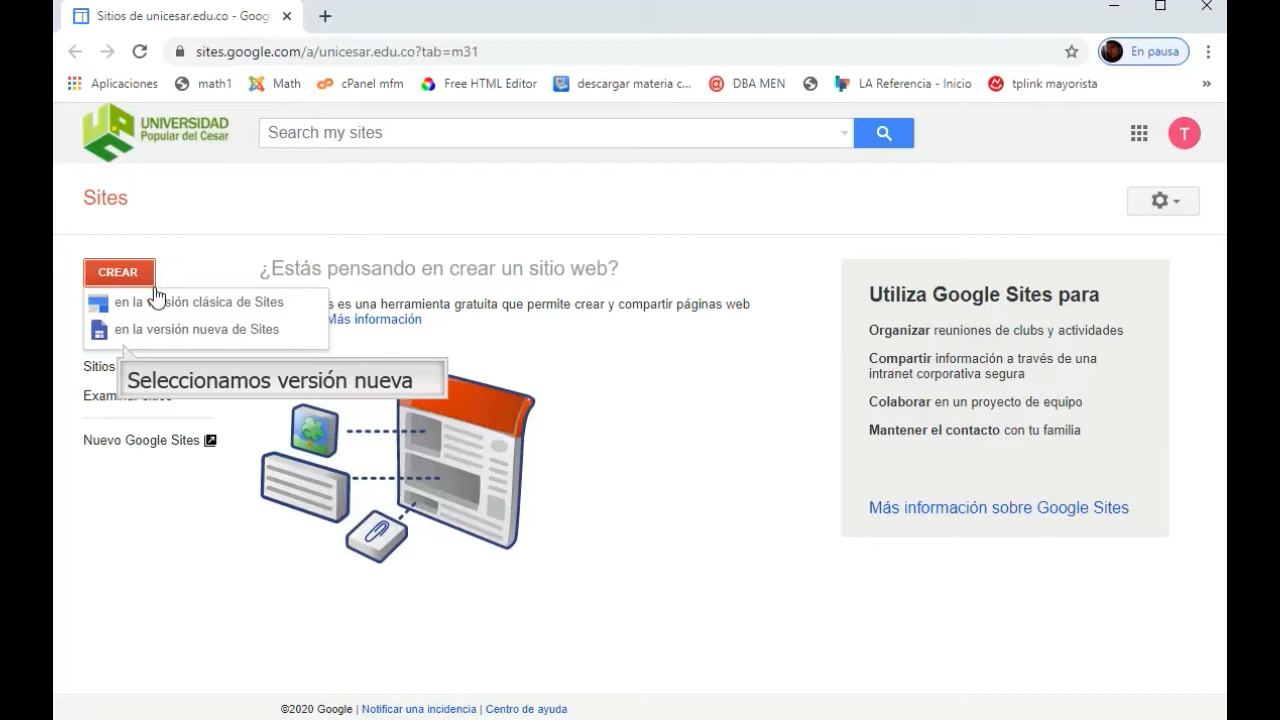 Sitios de unicesar.edu.co - Goog
sites.google.com/a/unicesar.edu.co?tab=m31
En pausa
Aplicaciones
math1
Math
cPanel mfm
Free HTML Editor
descargar materia c...
DBA MEN
LA Referencia - Inicio
tplink mayorista
»
UNIVERSIDAD
Popular del Cesar
Search my sites
T
Sites
CREAR
¿Estás pensando en crear un sitio web?
en la sión clásica de Sites
s es una herramienta gratuita que permite crear y compartir páginas web
Más información
en la versión nueva de Sites
Sitios
Seleccionamos versión nueva
Nuevo Google Sites
Utiliza Google Sites para
Organizar reuniones de clubs y actividades
Compartir información a través de una
intranet corporativa segura
Colaborar en un proyecto de equipo
Mantener el contacto con tu familia
Más información sobre Google Sites
©2020 Google | Notificar una incidencia | Centro de ayuda